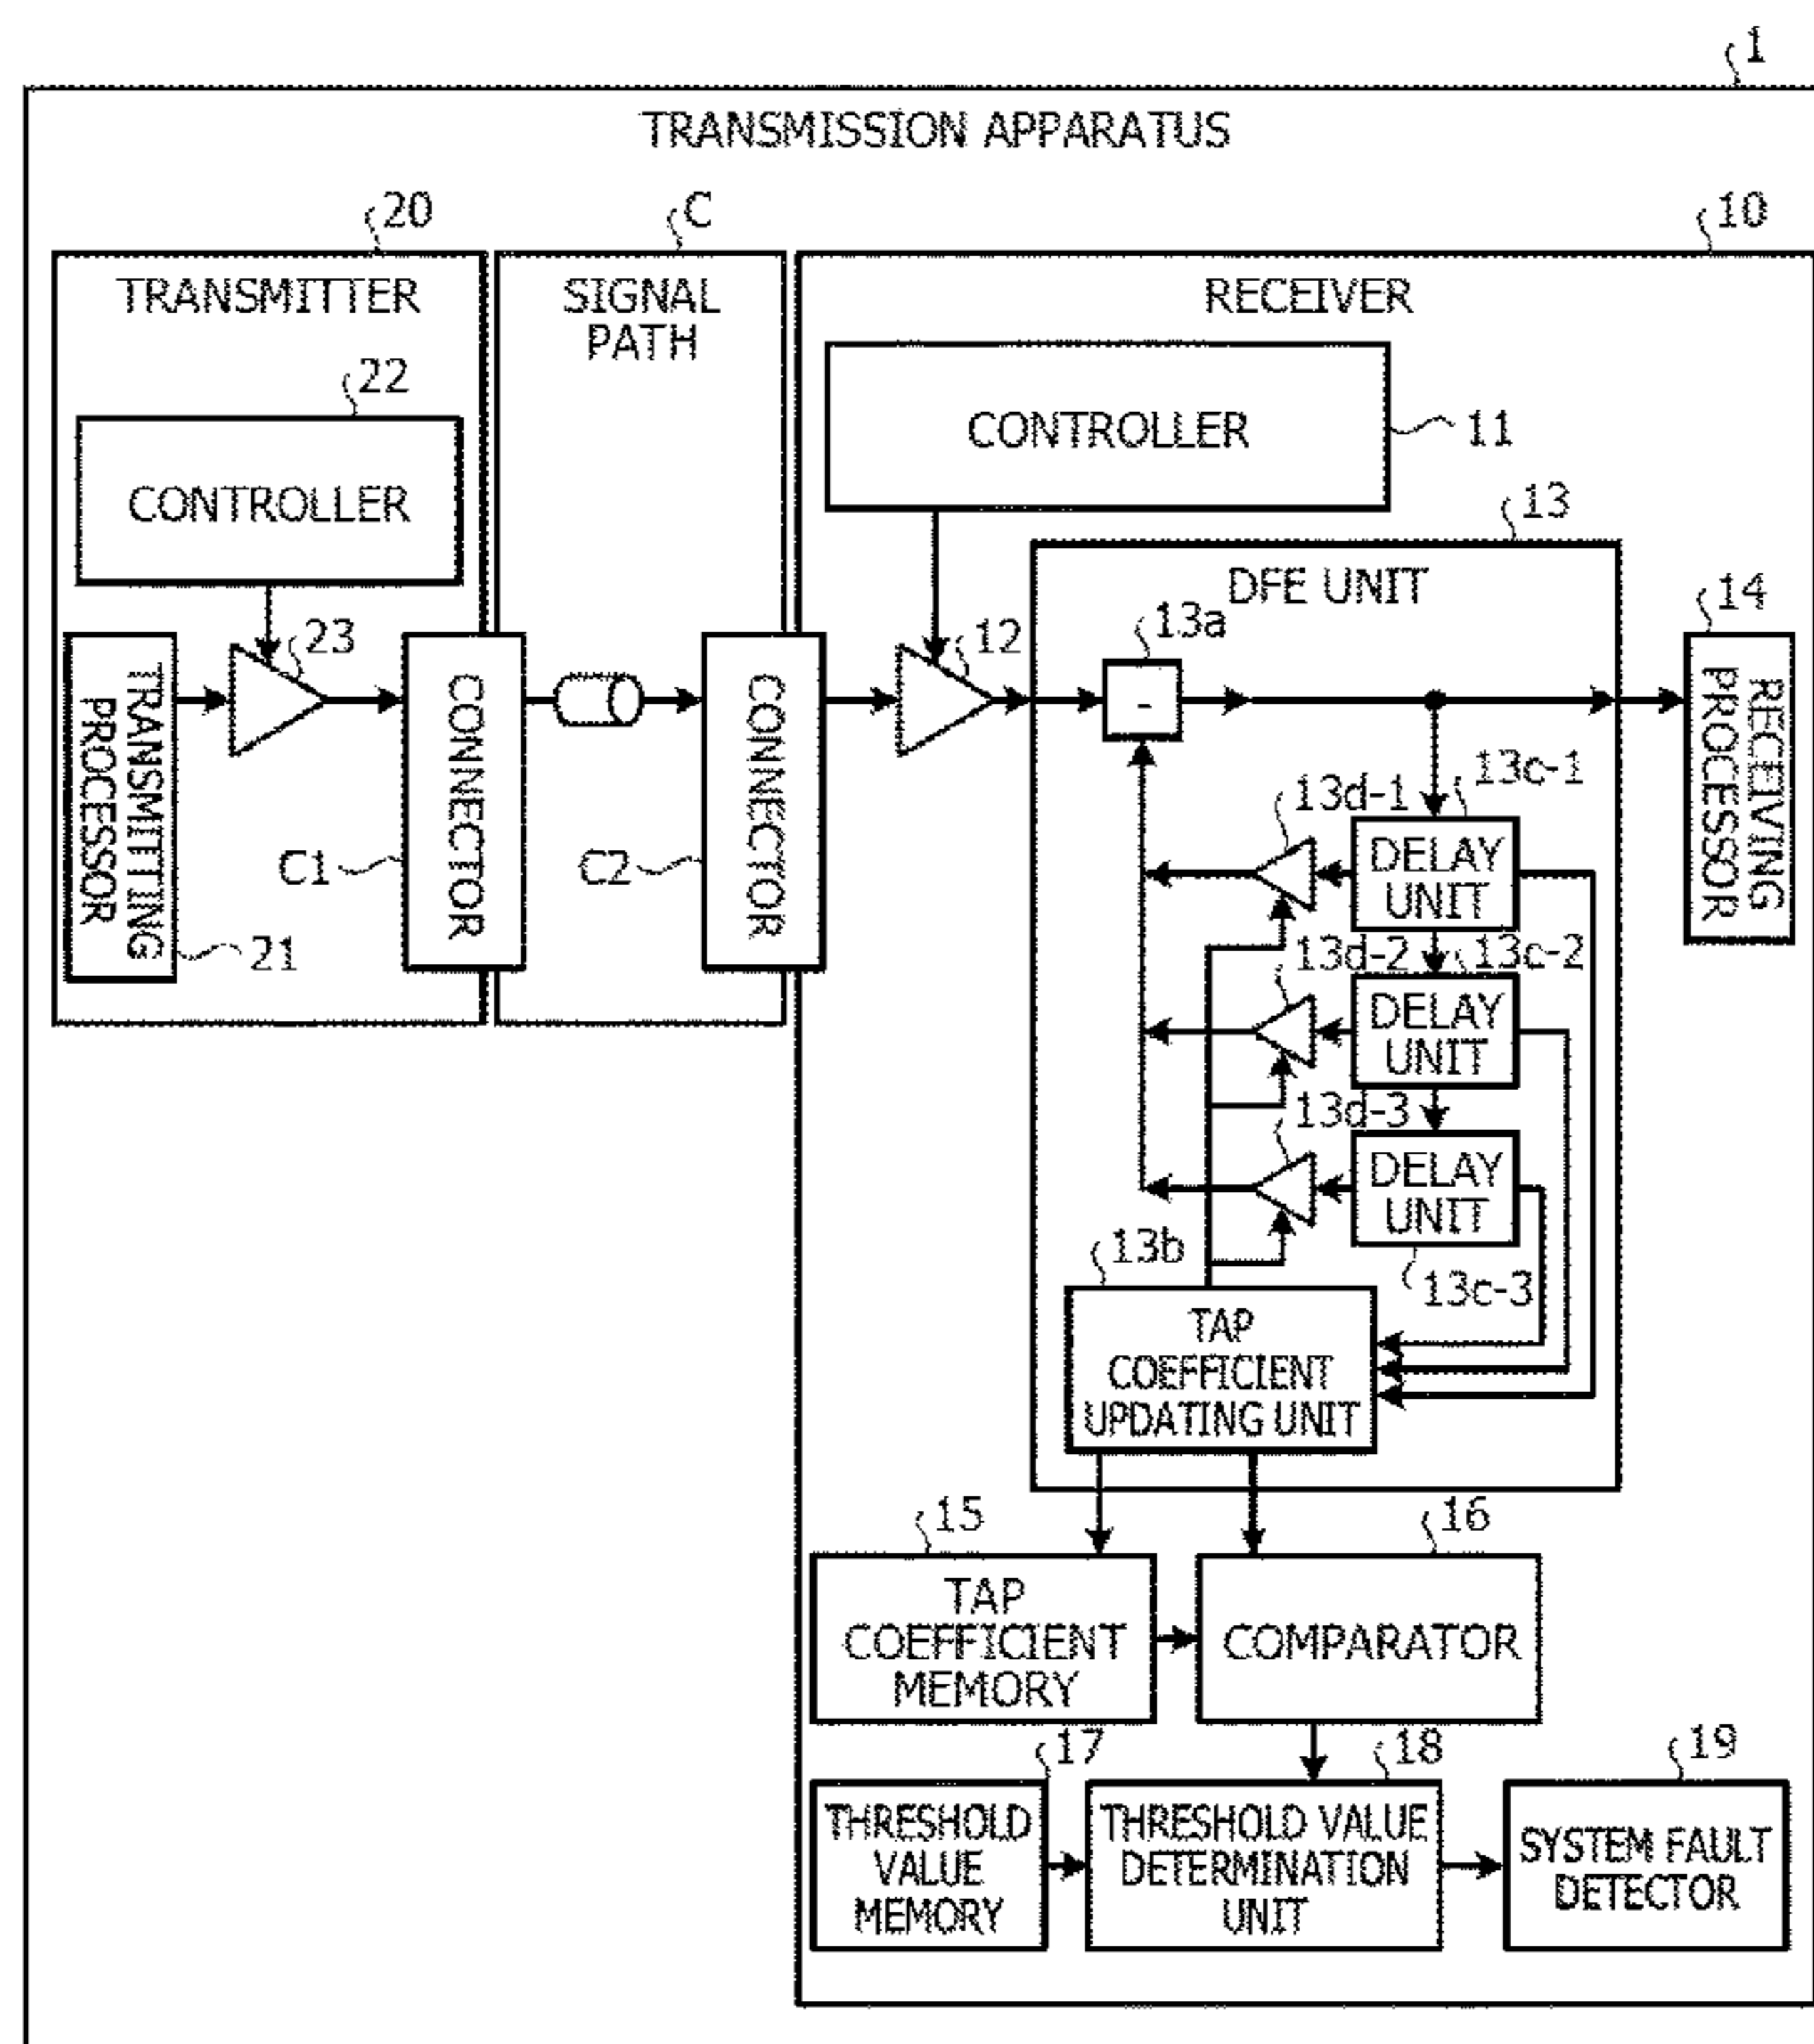 1
TRANSMISSION APPARATUS
20
C
10
TRANSMITTER
SIGNAL
PATH
RECEIVER
22
CONTROLLER
CONTROLLER
11
13
DFE UNIT
23
12
13a
14
-
TRANSMITTING
PROCESSOR
CONNECTOR
CONNECTOR
RECEIVING
PROCESSOR
21
C1
C2
13d-1
13c-1
DELAY
UNIT
13d-2
13c-2
DELAY
UNIT
13d-3
DELAY
UNIT
13c-3
13b
TAP
COEFFICIENT
UPDATING UNIT
15
16
TAP
COEFFICIENT
MEMORY
COMPARATOR
17
18
19
THRESHOLD
VALUE
MEMORY
THRESHOLD VALUE
DETERMINATION
UNIT
SYSTEM FAULT
DETECTOR